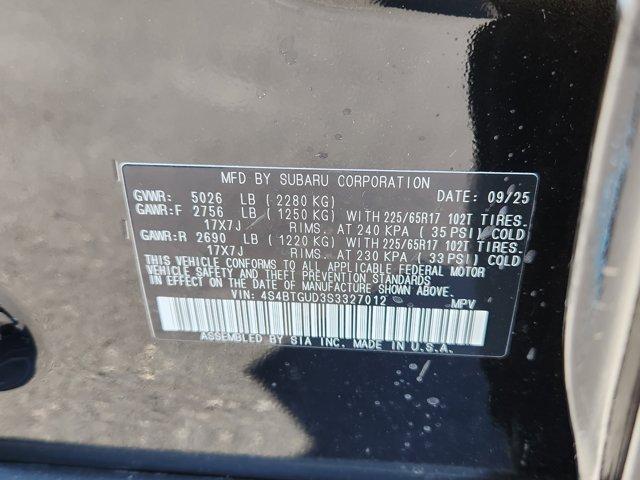 MFD BY SUBARU CORPORATION
GVWR: 5026 LB ( 2280 KG) DATE: 09/25
GAWR:F 2756 LB ( 1250 KG) WITH 225/65R17 102T TIRES.
17X7J RIMS. AT 240 KPA ( 35 PSI) COLD
GAWR:R 2690 LB ( 1220 KG) WITH 225/65R17 102T TIRES.
17X7J RIMS. AT 230 KPA ( 33 PSI) COLD
THIS VEHICLE CONFORMS TO ALL APPLICABLE FEDERAL MOTOR
VEHICLE SAFETY AND THEFT PREVENTION STANDARDS
IN EFFECT ON THE DATE OF MANUFACTURE SHOWN ABOVE.
VIN: 4S4BTGUD3S3327012 MPV
ASSEMBLED BY SIA INC. MADE IN U.S.A.